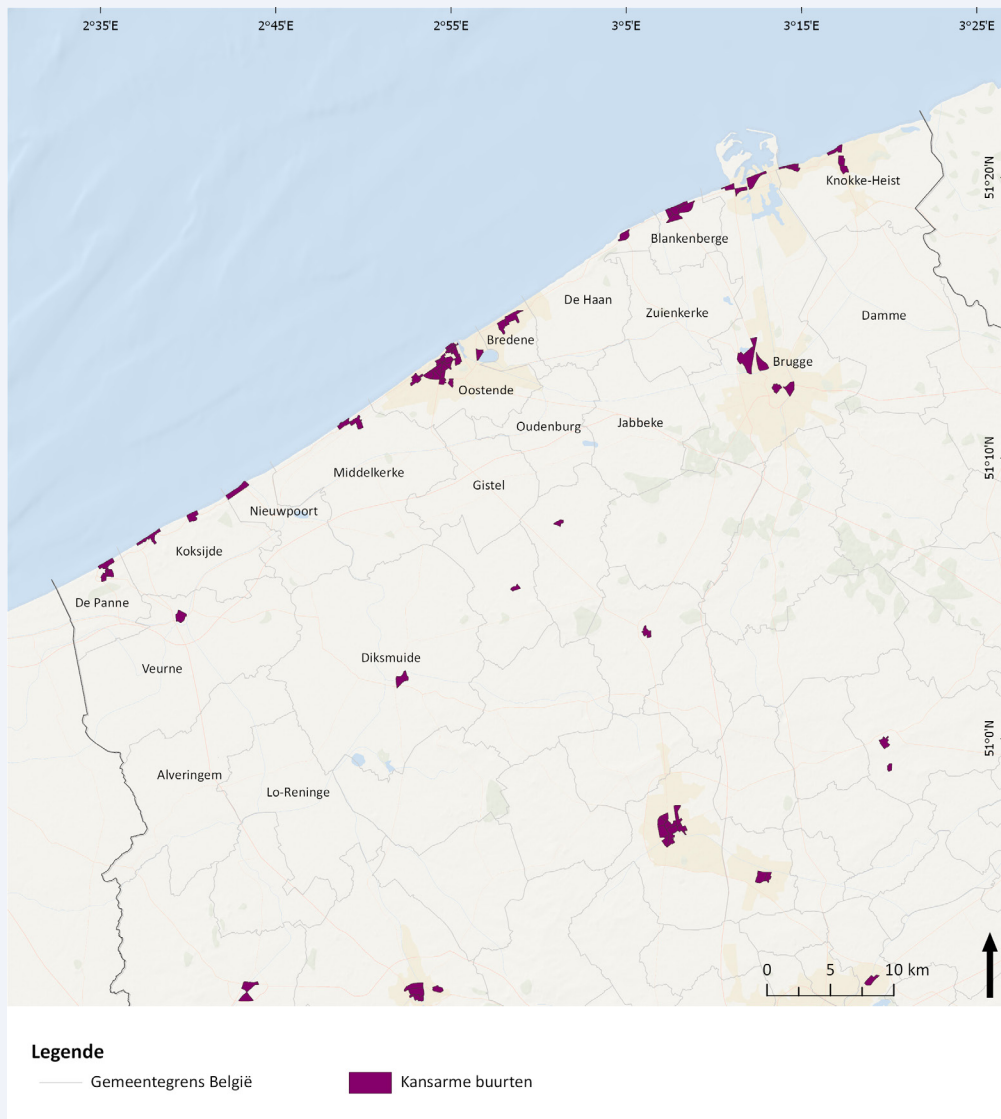 2°35'E 2°45'E 2°55'E 3°5'E 3°15'E 3°25'E
51°20'N
Knokke-Heist
Blankenberge
De Haan
Zuienkerke
Damme
Bredene
Brugge
Oostende
Oudenburg
Jabbeke
51°10'N
Middelkerke
Gistel
Nieuwpoort
Koksijde
De Panne
Diksmuide
Veurne
51°0'N
Alveringem
Lo-Reninge
0 5 10 km
Legende
Gemeentegrens België Kansarme buurten